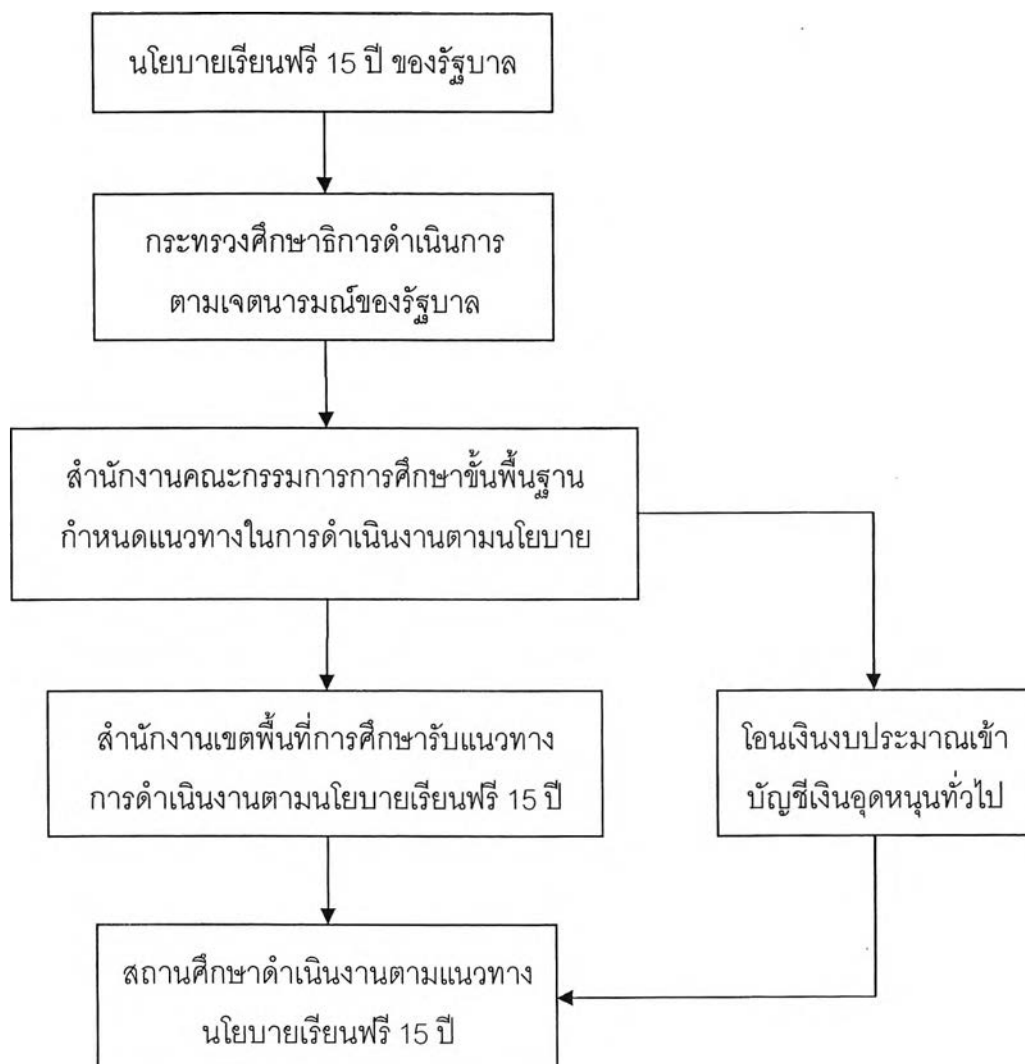 นโยบายเรียนฟรี 15 ปี ของรัฐบาล
กระทรวงศึกษาธิการดำเนินการ
ตามเจตนารมณ์ของรัฐบาล
สำนักงานคณะกรรมการการศึกษาขั้นพื้นฐาน
กำหนดแนวทางในการดำเนินงานตามนโยบาย
สำนักงานเขตพื้นที่การศึกษารับแนวทาง
การดำเนินงานตามนโยบายเรียนฟรี 15 ปี
โอนเงินงบประมาณเข้า
บัญชีเงินอุดหนุนทั่วไป
สถานศึกษาดำเนินงานตามแนวทาง
นโยบายเรียนฟรี 15 ปี